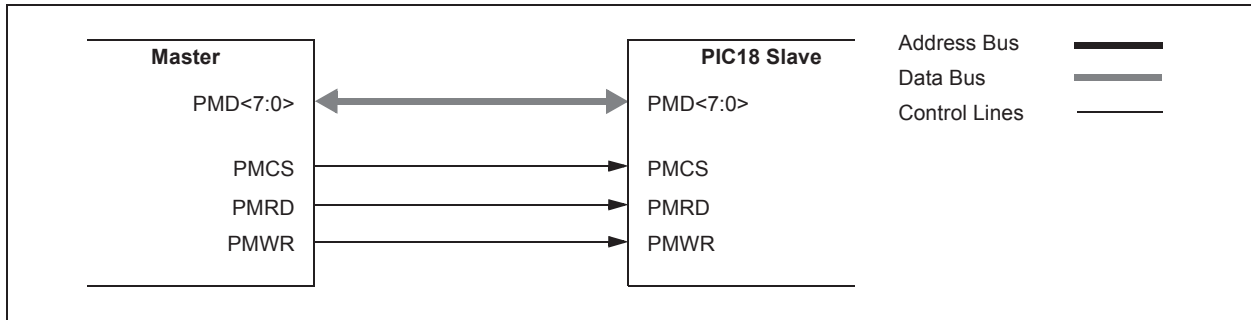 Master
PMD<7:0>
PMCS
PMRD
PMWR
PIC18 Slave
PMD<7:0>
PMCS
PMRD
PMWR
Address Bus
Data Bus
Control Lines